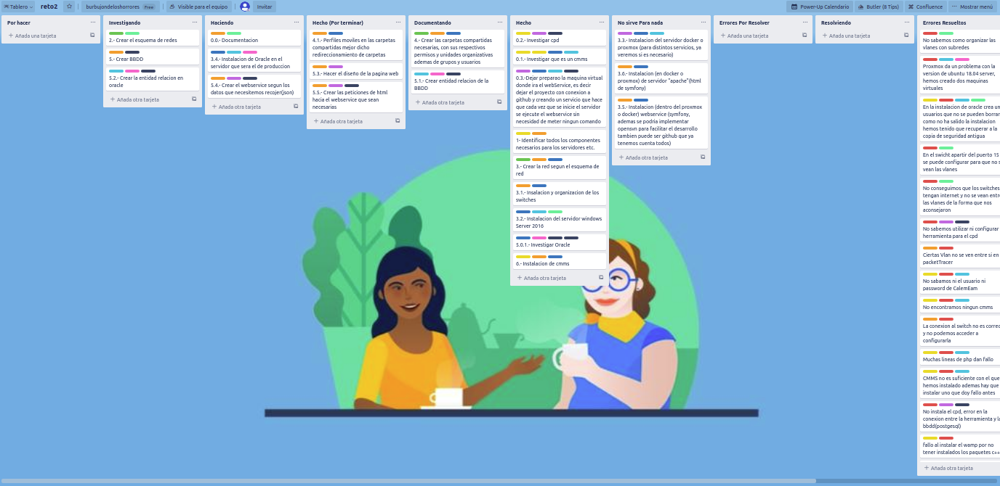 Tablero
reto2
burbujondeloshorrores Free
Visible para el equipo
Invitar
Power-Up Calendario
Butler (8 Tips)
Confluence
... Mostrar menú
Por hacer
+ Añada una tarjeta
Investigando
2.- Crear el esquema de redes
5.- Crear BBDD
5.2.- Crear la entidad relacion en
oracle
+ Añada otra tarjeta
Haciendo
0.0.- Documentacion
3.4.- Instalacion de Oracle en el
servidor que sera el de produccion
5.4.- Crear el webservice segun los
datos que necesitemos recojer(json)
+ Añada otra tarjeta
Hecho (Por terminar)
4.1.- Perfiles moviles en las carpetas
compartidas mejor dicho
redireccionamiento de carpetas
5.3.- Hacer el diseño de la pagina web
5.5.- Crear las peticiones de html
hacia el webservice que sean
necesarias
+ Añada otra tarjeta
Documentando
4.- Crear las carpetas compartidas
necesarias, con sus respectivos
permisos y unidades organizativas
ademas de grupos y usuarios
5.1.- Crear entidad relacion de la
BBDD
+ Añada otra tarjeta
Hecho
0.2.- Investigar cpd
0.1.- Investigar que es un cmms
0.3.-Dejar preparao la maquina virtual
donde ira el webService, es decir
dejar el proyecto con conexion a
github y creando un servicio que hace
que cada vez que se inicie el servidor
se ejecute el webservice sin
necesidad de meter ningun comando
1- Identificar todos los componentes
necesarios para los servidores etc.
3.- Crear la red segun el esquema de
red
3.1.- Insalacion y organizacion de los
switches
3.2.- Instalacion del servidor windows
Server 2016
5.0.1.- Investigar Oracle
6.- Instalacion de cmms
+ Añada otra tarjeta
No sirve Para nada
3.3.- Instalacion del servidor docker o
proxmox (para distintos servicios, ya
veremos si es necesario)
3.6.- Instalacion (en docker o
proxmox) de servidor "apache"(html
de symfony)
3.5.- Instalacion (dentro del proxmox
o docker) webservice (symfony,
ademas se podria implementar
opensvn para facilitar el desarrollo
tambien puede ser github que ya
tenemos cuenta todos)
+ Añada otra tarjeta
Errores Por Resolver
+ Añada una tarjeta
Resolviendo
+ Añada una tarjeta
Errores Resueltos
No sabemos como organizar las
vlanes con subredes
Proxmox da un problema con la
version de ubuntu 18.04 server,
hemos creado dos maquinas
virtuales
En la instalacion de oracle crea un
usuarios que no se pueden borrar
como no ha salido la instalacion
hemos tenido que recuperar a la
copia de seguridad antigua
En el swicht apartir del puerto 15
se puede configurar para que no s
vean las vlanes
No conseguimos que los switches
tengan internet y no se vean entre
las vlanes de la forma que nos
aconsejaron
No sabemos utilizar ni configurar
herramienta para el cpd
Ciertas Vlan no se ven entre si en
packetTracer
No sabamos ni el usuario ni
password de CalemEam
No encontramos ningun cmms
La conexion al switch no es correc
y no podemos acceder a
configurarla
Muchas lineas de php dan fallo
CMMS no es suficiente con el que
hemos instalado ademas hay que
instalar uno que doy fallo antes
No instala el cpd, error en la
conexion entre la herramienta y la
bbdd(postgesql)
fallo al instalar el wamp por no
tener instalados los paquetes c++
+ Añada otra tarjeta